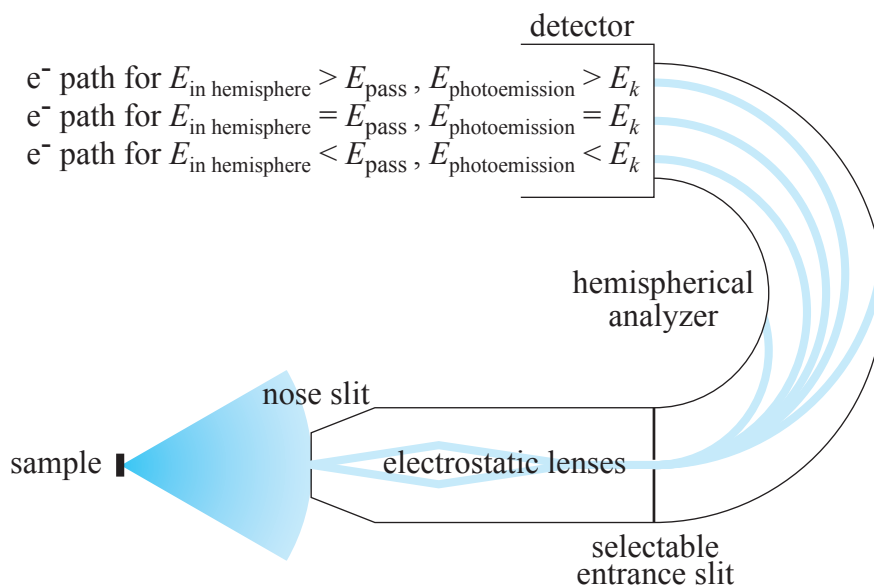 detector
e⁻ path for E_in hemisphere > E_pass , E_photoemission > E_k
e⁻ path for E_in hemisphere = E_pass , E_photoemission = E_k
e⁻ path for E_in hemisphere < E_pass , E_photoemission < E_k
hemispherical
analyzer
nose slit
sample
electrostatic lenses
selectable
entrance slit